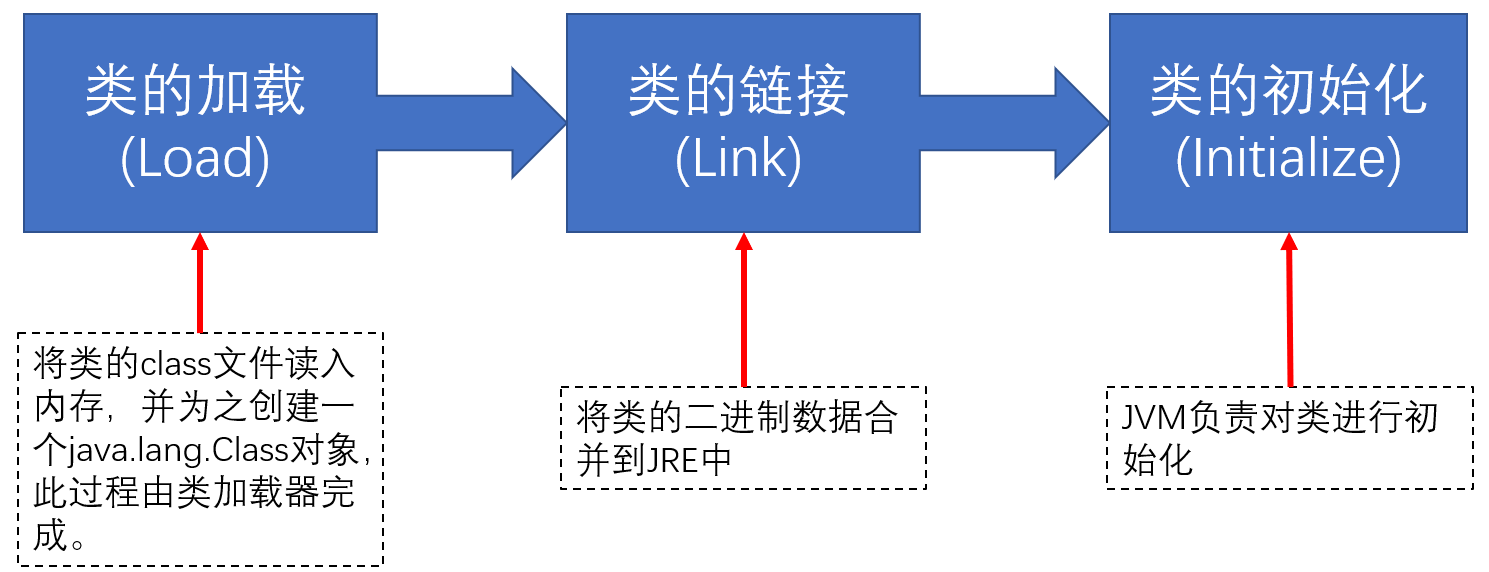 类的加载
(Load)
类的链接
(Link)
类的初始化
(Initialize)
将类的class文件读入
内存，并为之创建一
个java.lang.Class对象，
此过程由类加载器完
成。
将类的二进制数据合
并到JRE中
JVM负责对类进行初
始化